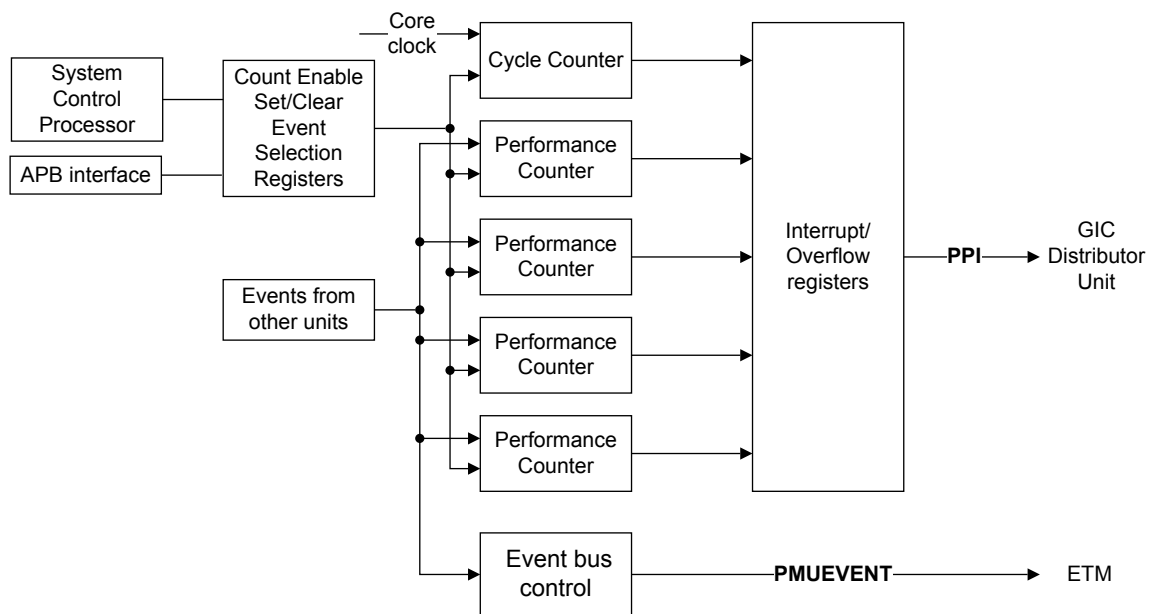 Core
clock
System
Control
Processor
APB interface
Count Enable
Set/Clear
Event
Selection
Registers
Events from
other units
Cycle Counter
Performance
Counter
Performance
Counter
Performance
Counter
Performance
Counter
Event bus
control
Interrupt/
Overflow
registers
PPI
GIC
Distributor
Unit
PMUEVENT
ETM